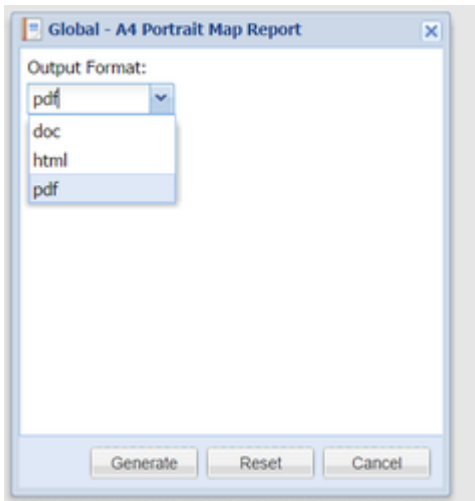 Global - A4 Portrait Map Report
Output Format:
pdf
doc
html
pdf
Generate Reset Cancel